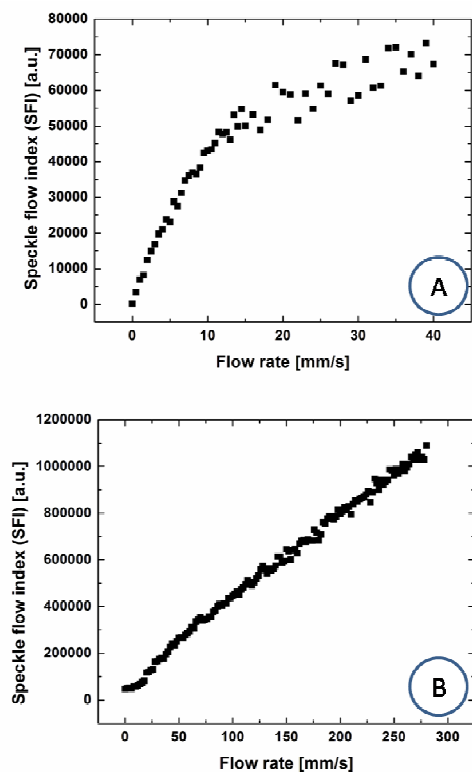 80000
70000
60000
50000
40000
30000
20000
10000
0
Speckle flow index (SFI) [a.u.]
0 10 20 30 40
Flow rate [mm/s]
A
1200000
1000000
800000
600000
400000
200000
0
Speckle flow index (SFI) [a.u.]
0 50 100 150 200 250 300
Flow rate [mm/s]
B